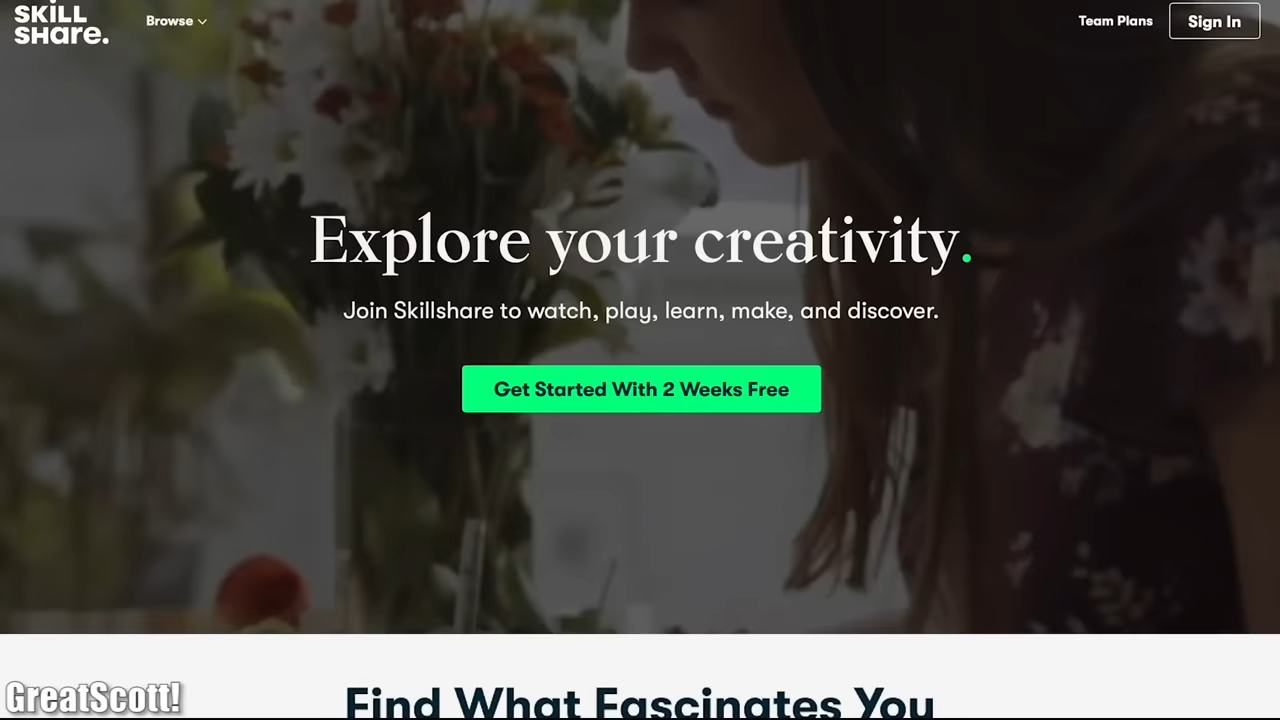 SKILL
SHare.
Browse
Team Plans
Sign In
Explore your creativity.
Join Skillshare to watch, play, learn, make, and discover.
Get Started With 2 Weeks Free
Find What Fascinates You
GreatScott!